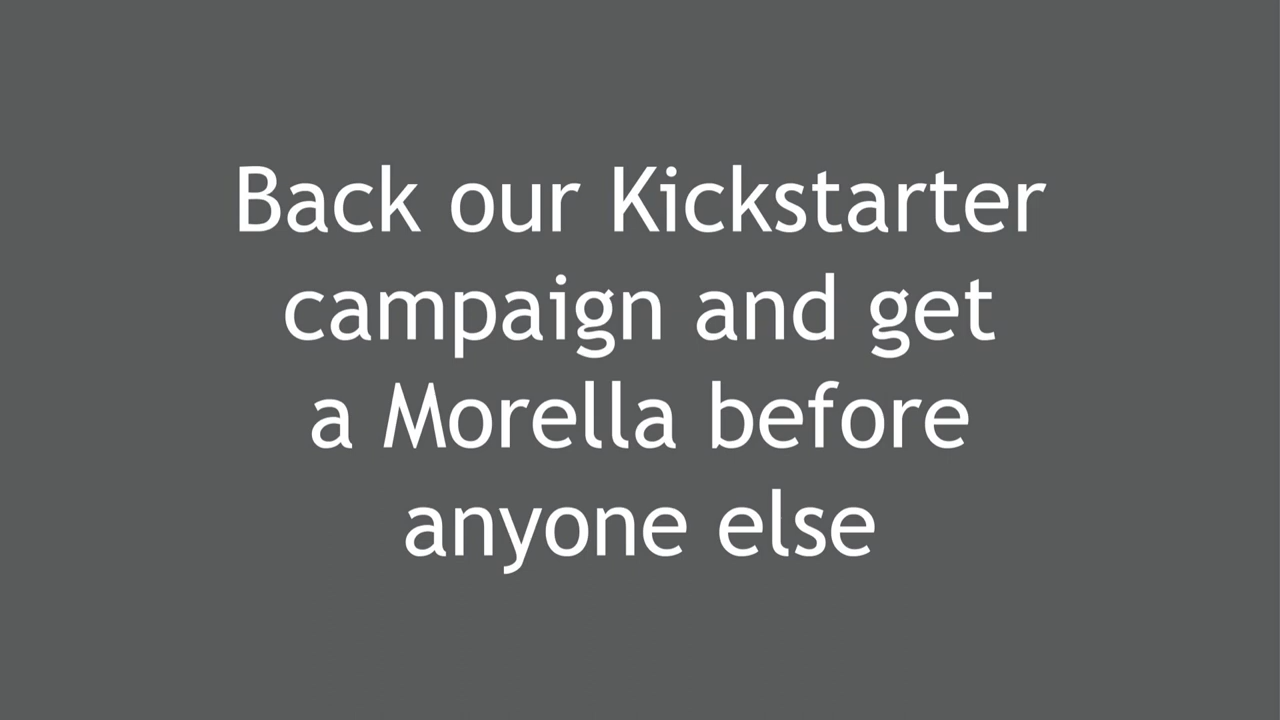 Back our Kickstarter
campaign and get
a Morella before
anyone else